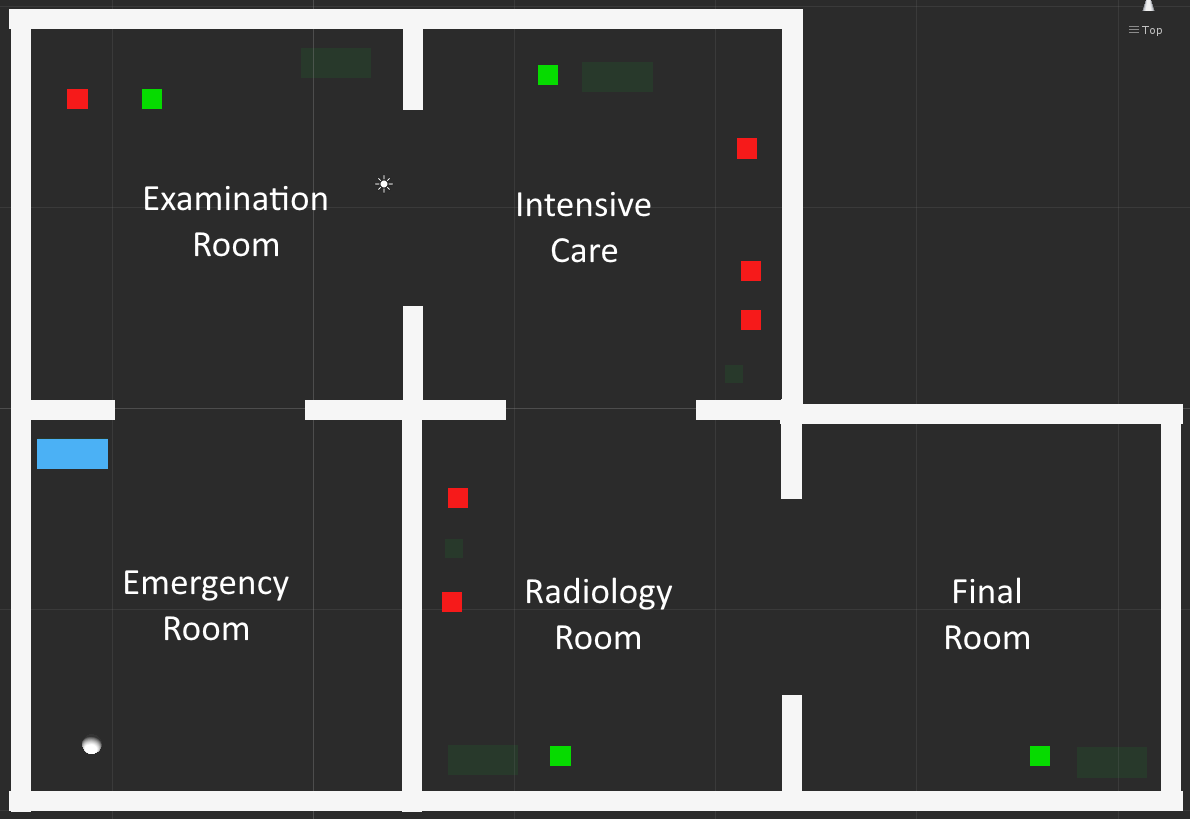 Top
Examination
Room
Intensive
Care
Emergency
Room
Radiology
Room
Final
Room